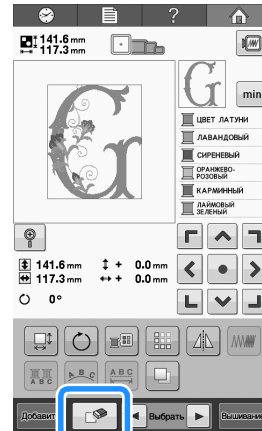 ?
141.6 mm
117.3 mm
G
min
ЦВЕТ ЛАТУНИ
ЛАВАНДОВЫЙ
СИРЕНЕВЫЙ
ОРАНЖЕВО-
РОЗОВЫЙ
КАРМИННЫЙ
ЛАЙМОВЫЙ
ЗЕЛЕНЫЙ
141.6 mm + 0.0 mm
117.3 mm + 0.0 mm
0°
A B C A B C A B C
Добавит Выбрать Вышивание